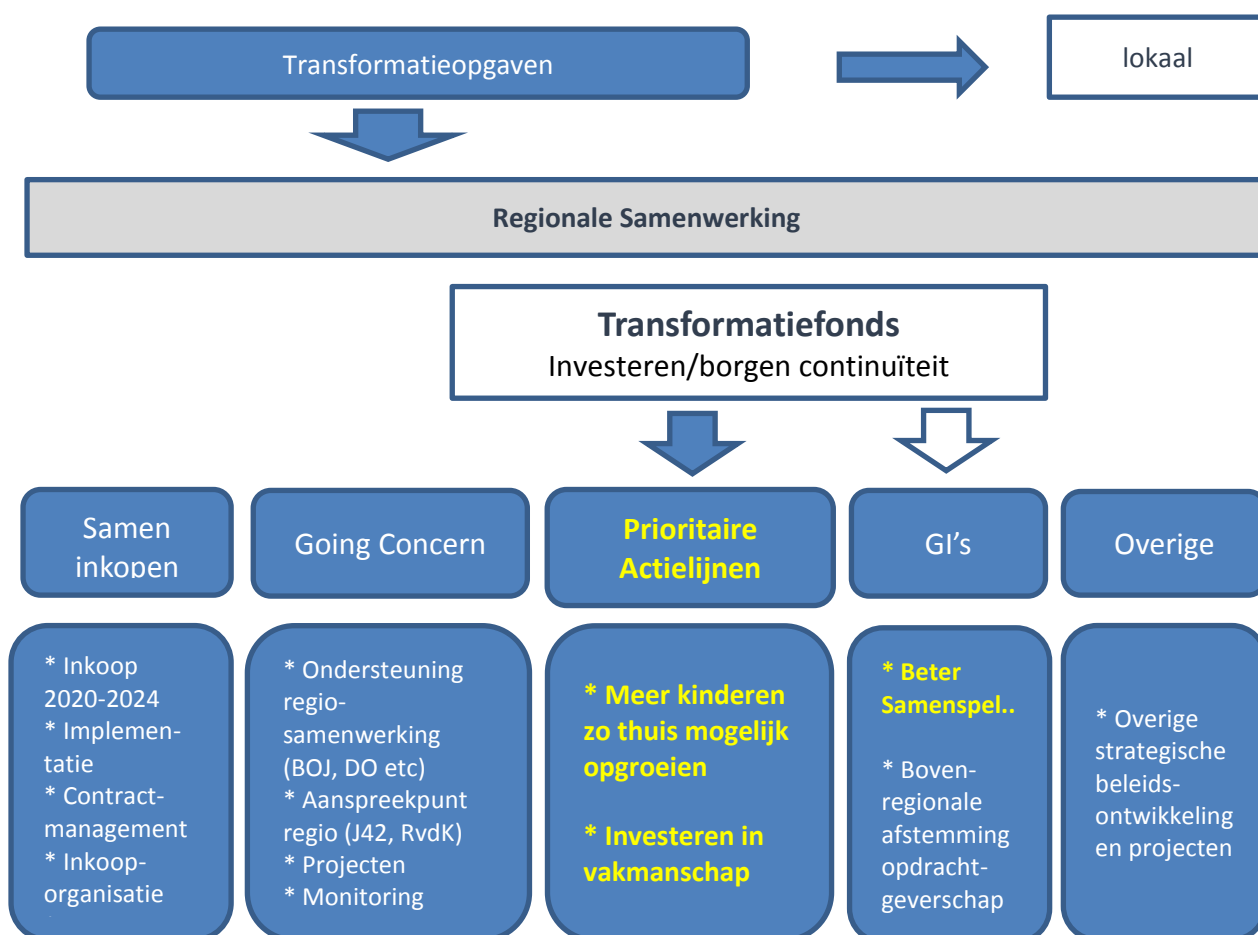 Transformatieopgaven
lokaal
Regionale Samenwerking
Transformatiefonds
Investeren/borgen continuïteit
Samen
inkopen
Going Concern
Prioritaire
Actielijnen
GI's
Overige
* Inkoop
2020-2024
* Implemen-
tatie
* Contract-
management
* Inkoop-
organisatie
* Ondersteuning
regio-
samenwerking
(BOJ, DO etc)
* Aanspreekpunt
regio (J42, RvdK)
* Projecten
* Monitoring
* Meer kinderen
zo thuis mogelijk
opgroeien
* Investeren in
vakmanschap
* Beter
Samenspel..
* Boven-
regionale
afstemming
opdracht-
geverschap
* Overige
strategische
beleids-
ontwikkeling
en projecten